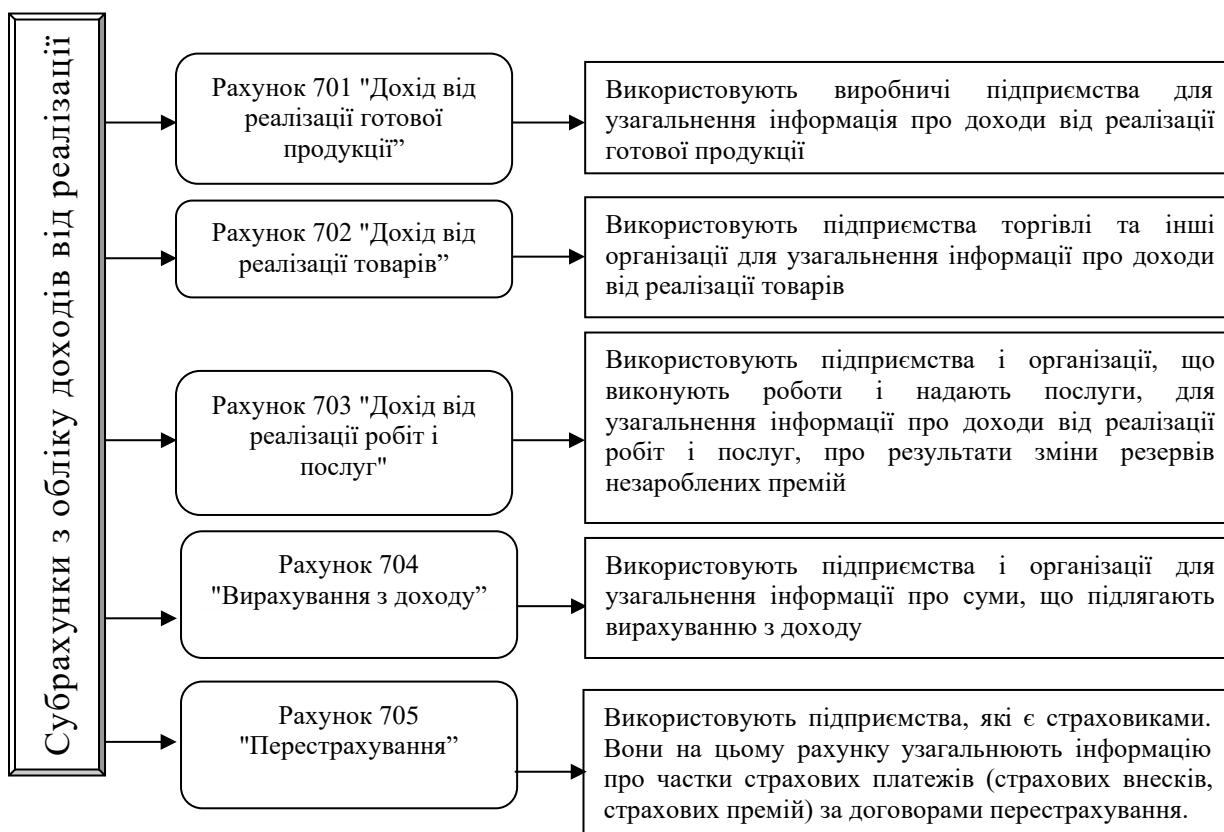 Субрахунки з обліку доходів від реалізації
Рахунок 701 "Дохід від
реалізації готової
продукції”
Використовують виробничі підприємства для
узагальнення інформація про доходи від реалізації
готової продукції
Рахунок 702 "Дохід від
реалізації товарів”
Використовують підприємства торгівлі та інші
організації для узагальнення інформації про доходи
від реалізації товарів
Рахунок 703 "Дохід від
реалізації робіт і
послуг"
Використовують підприємства і організації, що
виконують роботи і надають послуги, для
узагальнення інформації про доходи від реалізації
робіт і послуг, про результати зміни резервів
незароблених премій
Рахунок 704
"Вирахування з доходу”
Використовують підприємства і організації для
узагальнення інформації про суми, що підлягають
вирахуванню з доходу
Рахунок 705
"Перестрахування”
Використовують підприємства, які є страховиками.
Вони на цьому рахунку узагальнюють інформацію
про частки страхових платежів (страхових внесків,
страхових премій) за договорами перестрахування.